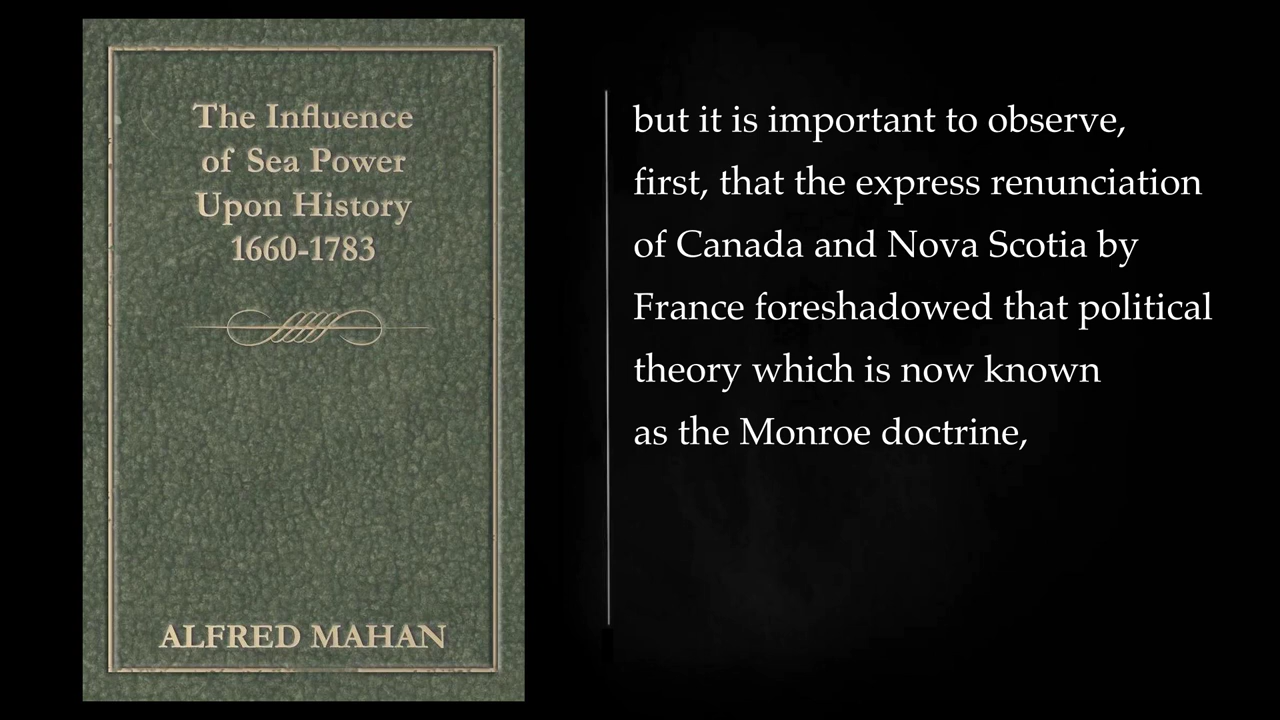 The Influence
of Sea Power
Upon History
1660-1783
ALFRED MAHAN
but it is important to observe,
first, that the express renunciation
of Canada and Nova Scotia by
France foreshadowed that political
theory which is now known
as the Monroe doctrine,